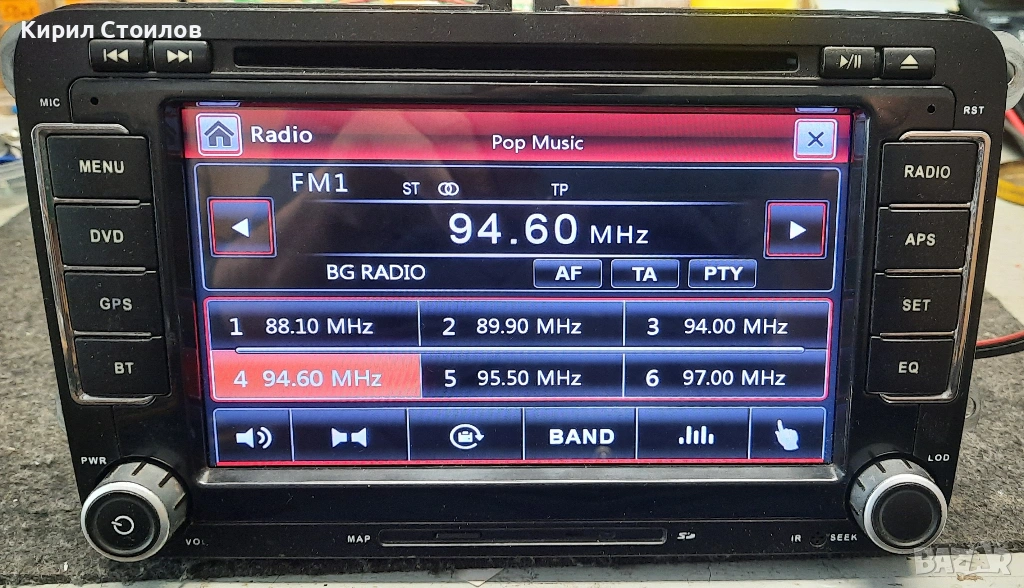 Кирил Стоилов
MIC
RST
MENU
DVD
GPS
BT
Radio
Pop Music
FM1
ST
TP
94.60 MHz
BG RADIO
AF
TA
PTY
1 88.10 MHz
2 89.90 MHz
3 94.00 MHz
4 94.60 MHz
5 95.50 MHz
6 97.00 MHz
BAND
RADIO
APS
SET
EQ
PWR
LOD
VOL
MAP
IR
SEEK
BAZAR